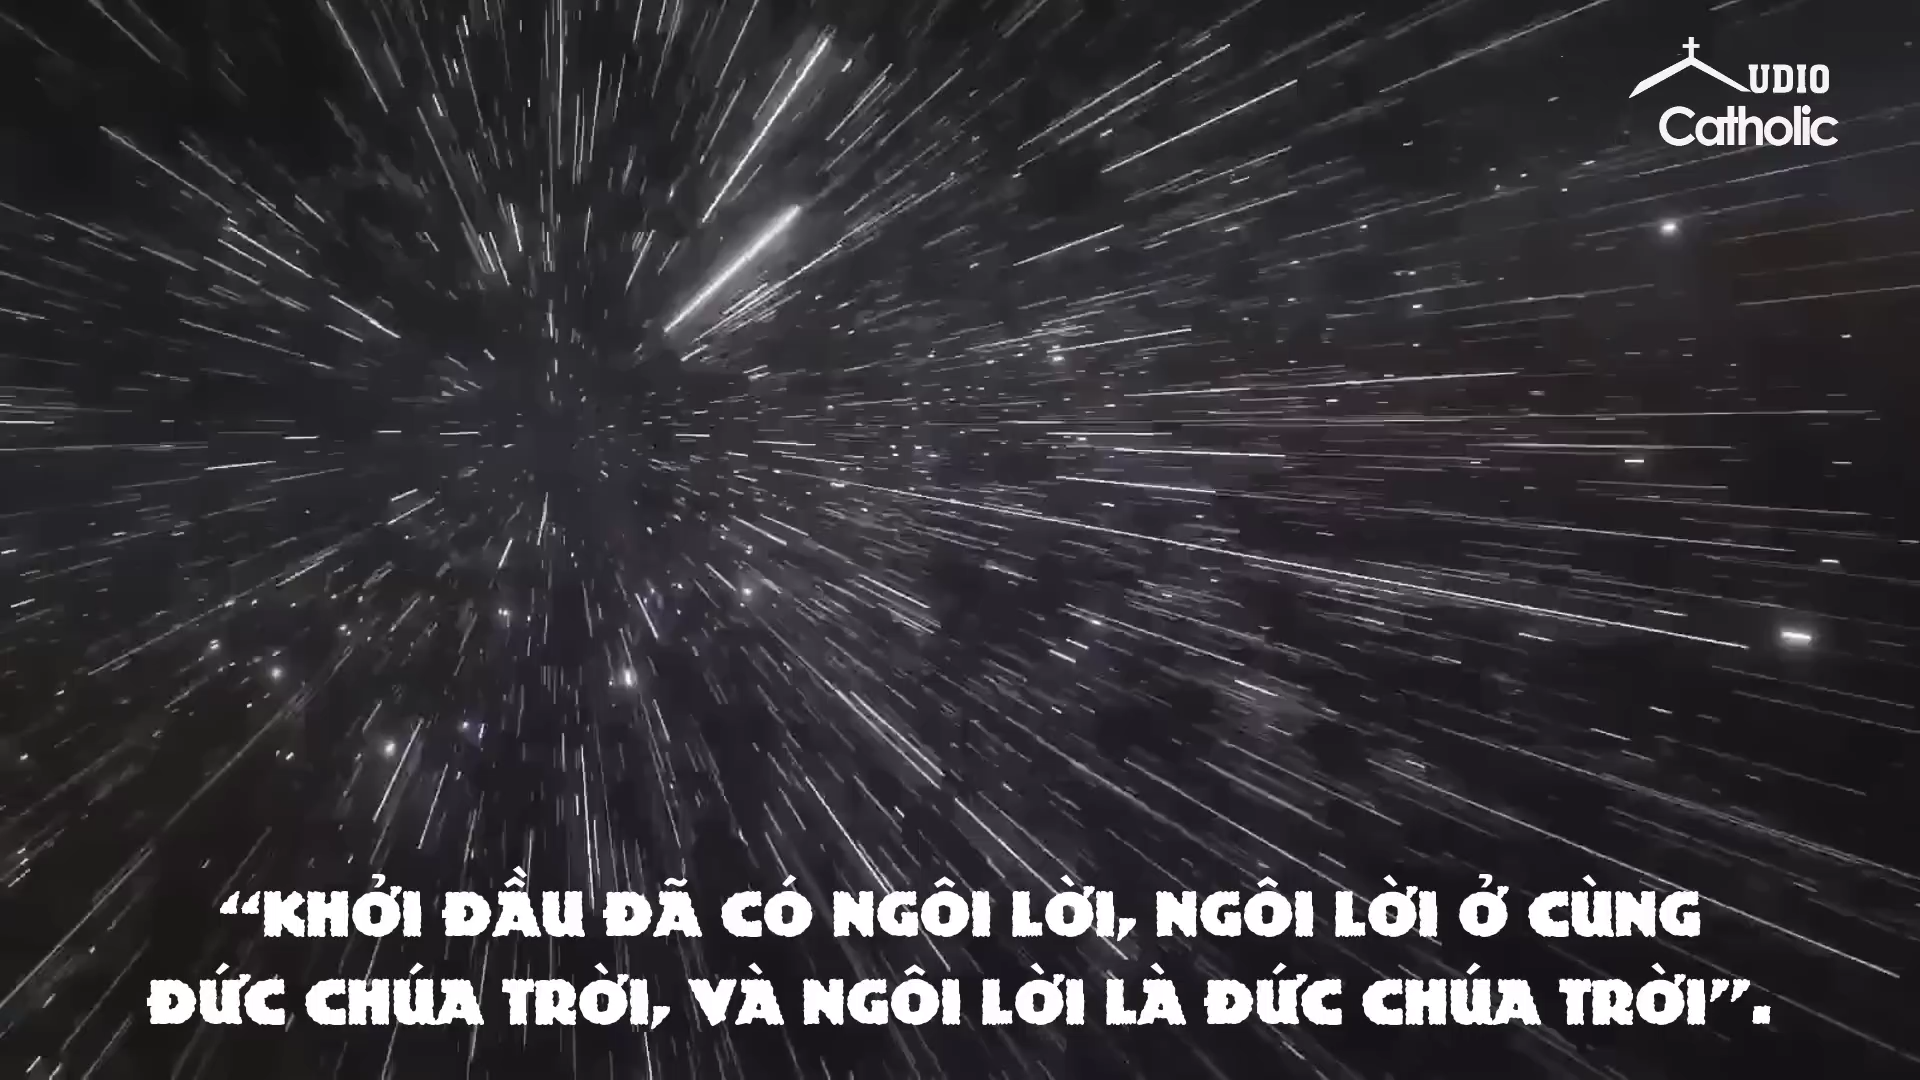 UDIO
Catholic
“KHỞI ĐẦU ĐÃ CÓ NGÔI LỜI, NGÔI LỜI Ở CÙNG
ĐỨC CHÚA TRỜI, VÀ NGÔI LỜI LÀ ĐỨC CHÚA TRỜI”.